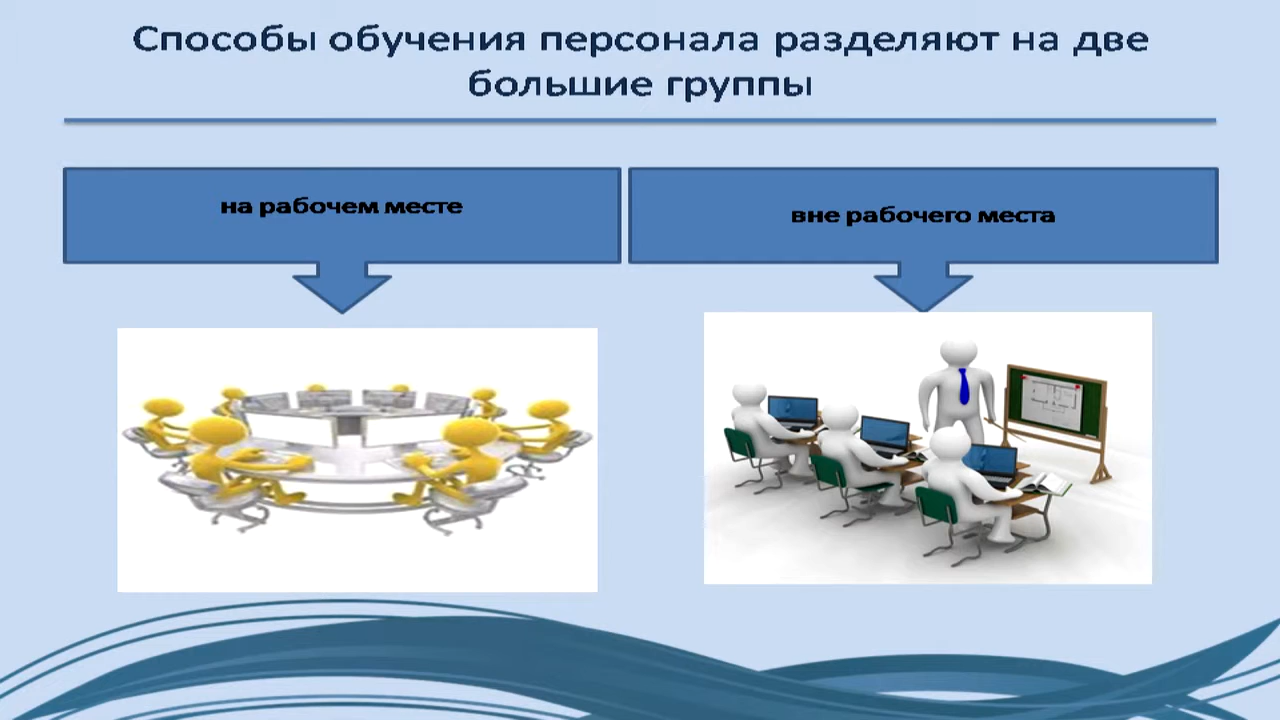 Способы обучения персонала разделяют на две
большие группы
на рабочем месте
вне рабочего места